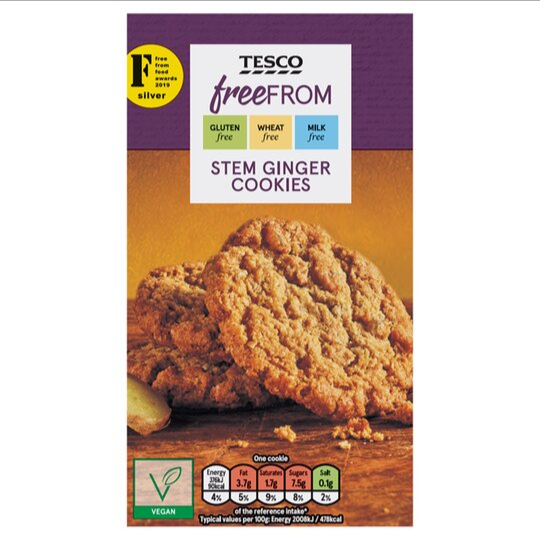 TESCO
freeFROM
F
free
from
food
awards
2019
silver
GLUTEN
free
WHEAT
free
MILK
free
STEM GINGER
COOKIES
One cookie
Energy
376kJ
90kcal
4%
Fat
3.7g
5%
Saturates
1.7g
9%
Sugars
7.5g
8%
Salt
0.1g
2%
of the reference intake*
Typical values per 100g: Energy 2008kJ / 478kcal
V
VEGAN